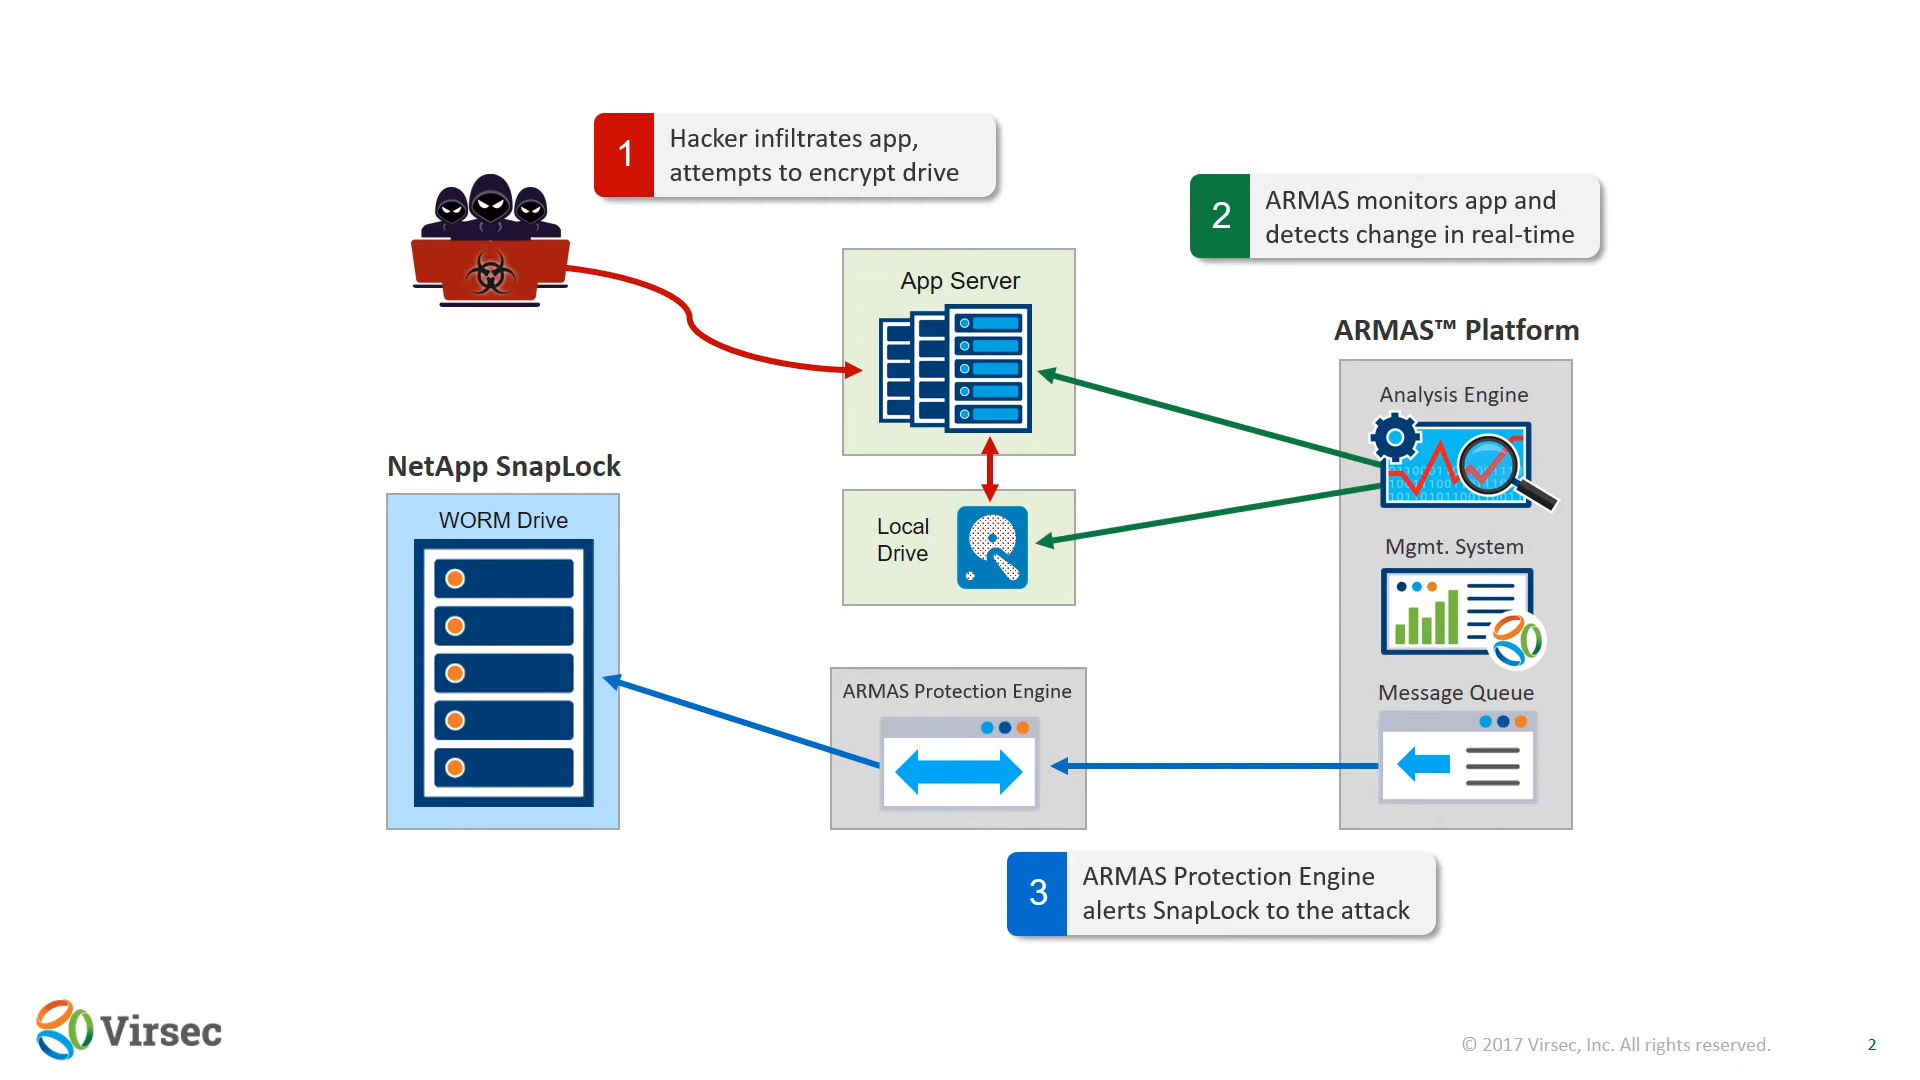 1
Hacker infiltrates app,
attempts to encrypt drive
2
ARMAS monitors app and
detects change in real-time
App Server
ARMAS™ Platform
Analysis Engine
NetApp SnapLock
WORM Drive
Local
Drive
Mgmt. System
ARMAS Protection Engine
Message Queue
3
ARMAS Protection Engine
alerts SnapLock to the attack
Virsec
© 2017 Virsec, Inc. All rights reserved.
2